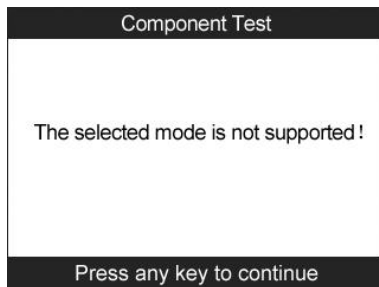 Component Test
The selected mode is not supported!
Press any key to continue